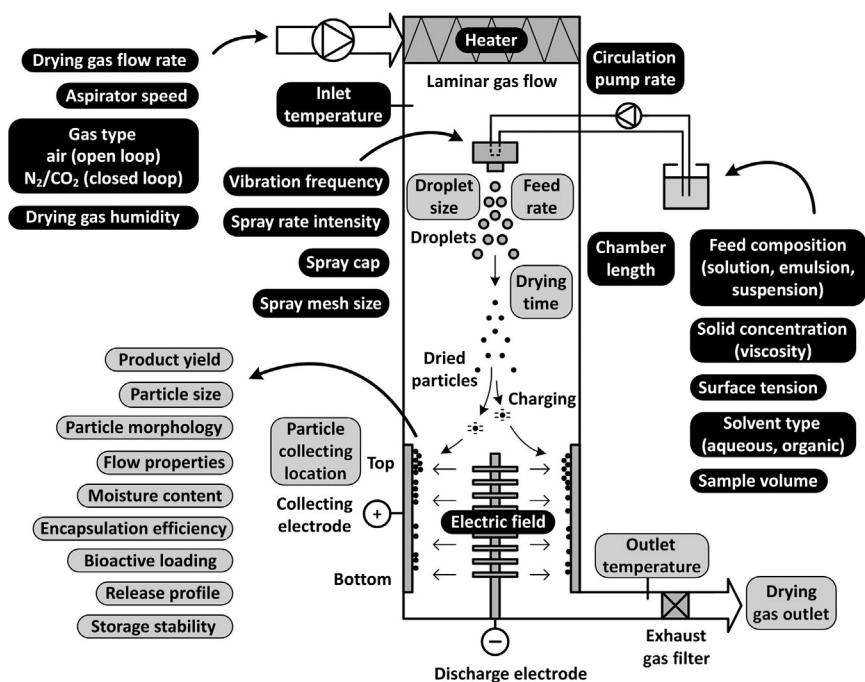 Drying gas flow rate
Aspirator speed
Gas type
air (open loop)
N₂/CO₂ (closed loop)
Drying gas humidity
Heater
Laminar gas flow
Inlet
temperature
Circulation
pump rate
Vibration frequency
Spray rate intensity
Spray cap
Spray mesh size
Droplet
size
Feed
rate
Droplets
Drying
time
Chamber
length
Feed composition
(solution, emulsion,
suspension)
Solid concentration
(viscosity)
Surface tension
Solvent type
(aqueous, organic)
Sample volume
Dried
particles
Charging
Product yield
Particle size
Particle morphology
Flow properties
Moisture content
Encapsulation efficiency
Bioactive loading
Release profile
Storage stability
Particle
collecting
location
Top
Collecting
electrode
+
Electric field
Bottom
Outlet
temperature
Drying
gas outlet
Exhaust
gas filter
−
Discharge electrode